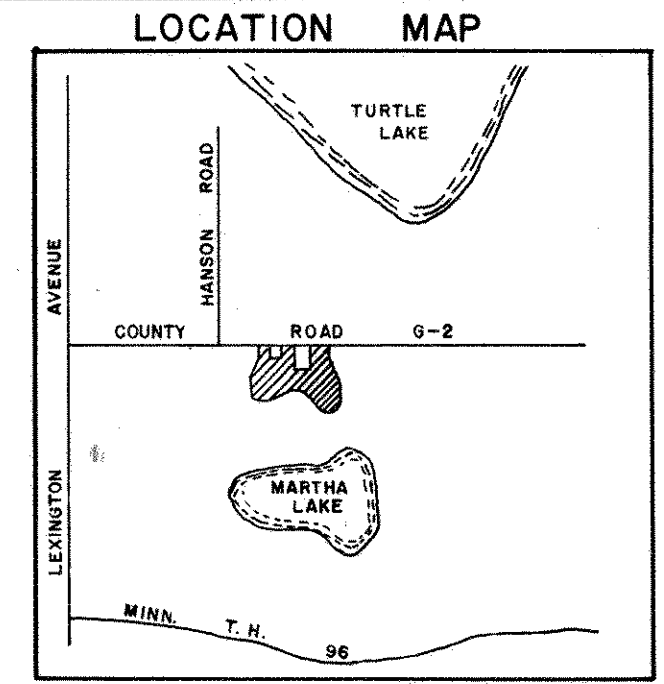 LOCATION MAP
TURTLE
LAKE
HANSON ROAD
LEXINGTON AVENUE
COUNTY ROAD G-2
MARTHA
LAKE
MINN. T. H. 96